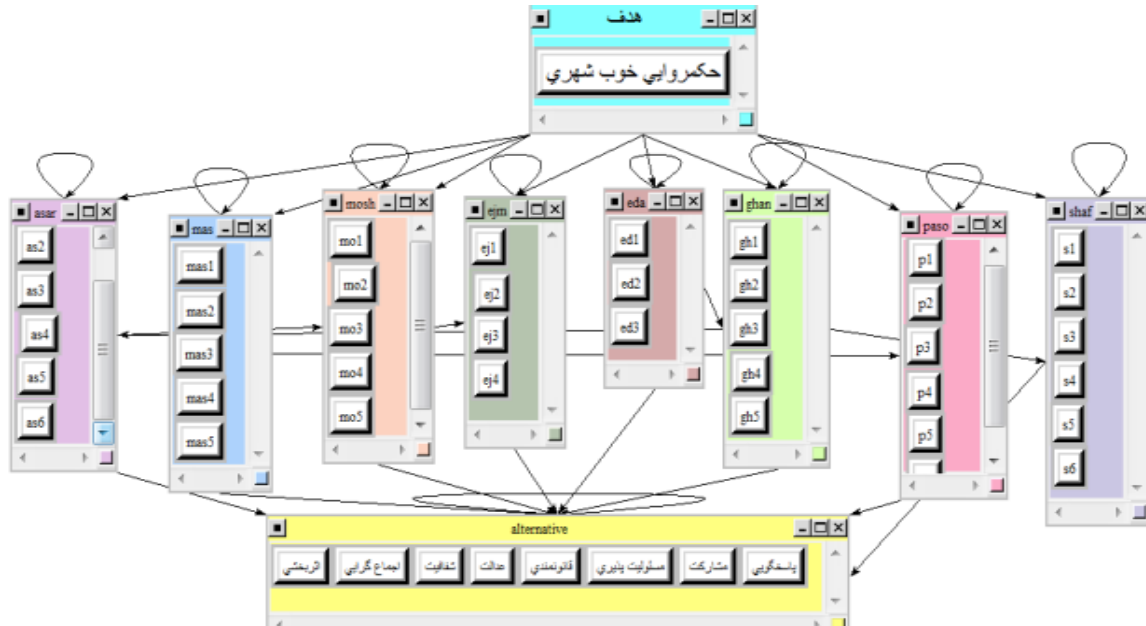 هدف
حکمروايي خوب شهري
asar
as2
as3
as4
as5
as6
mas
mas1
mas2
mas3
mas4
mas5
mosh
mo1
mo2
mo3
mo4
mo5
ejm
ej1
ej2
ej3
ej4
eda
ed1
ed2
ed3
ghan
gh1
gh2
gh3
gh4
gh5
paso
p1
p2
p3
p4
p5
shaf
s1
s2
s3
s4
s5
s6
alternative
پاسخگويي مشارکت مسئوليت پذيري قانونمندي عدالت شفافيت اجماع گرايي اثربخشي